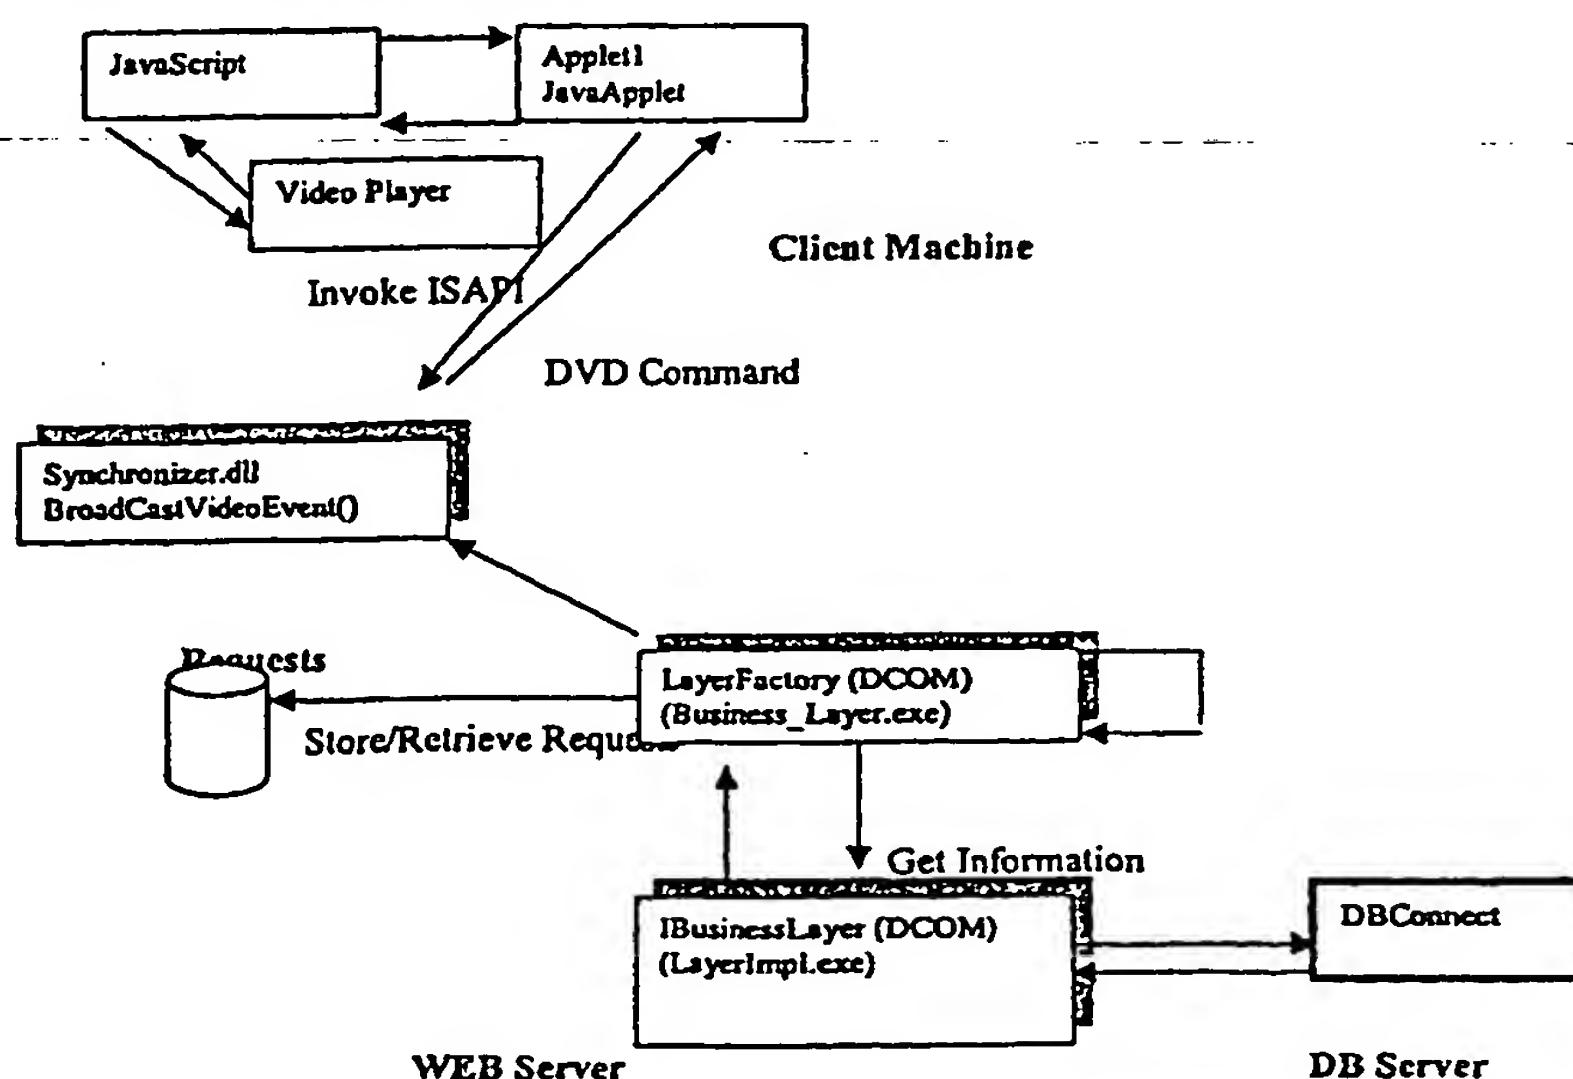 JavaScript
Applet1
JavaApplet
Video Player
Client Machine
Invoke ISAPI
DVD Command
Synchronizer.dll
BroadCastVideoEvent()
Requests
LayerFactory (DCOM)
(Business_Layer.exe)
Store/Retrieve Requests
Get Information
IBusinessLayer (DCOM)
(LayerImpl.exe)
DBConnect
WEB Server
DB Server